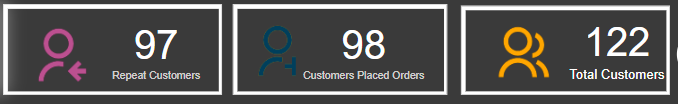 97
Repeat Customers
98
Customers Placed Orders
122
Total Customers